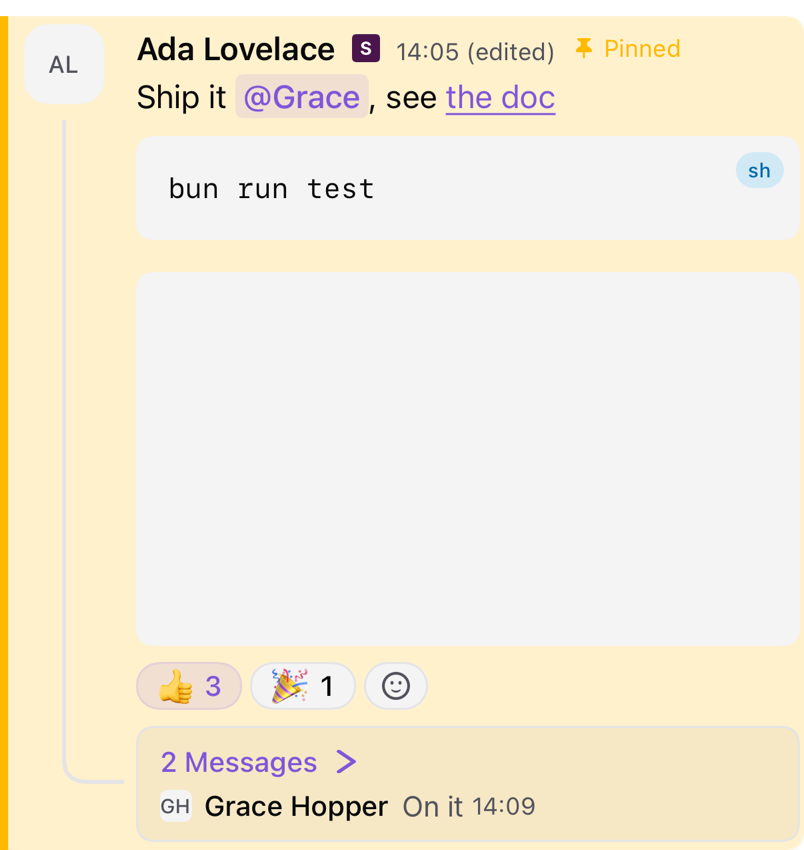 AL
Ada Lovelace S 14:05 (edited) Pinned
Ship it @Grace, see the doc
sh
bun run test
👍 3 🎉 1
2 Messages >
GH Grace Hopper On it 14:09